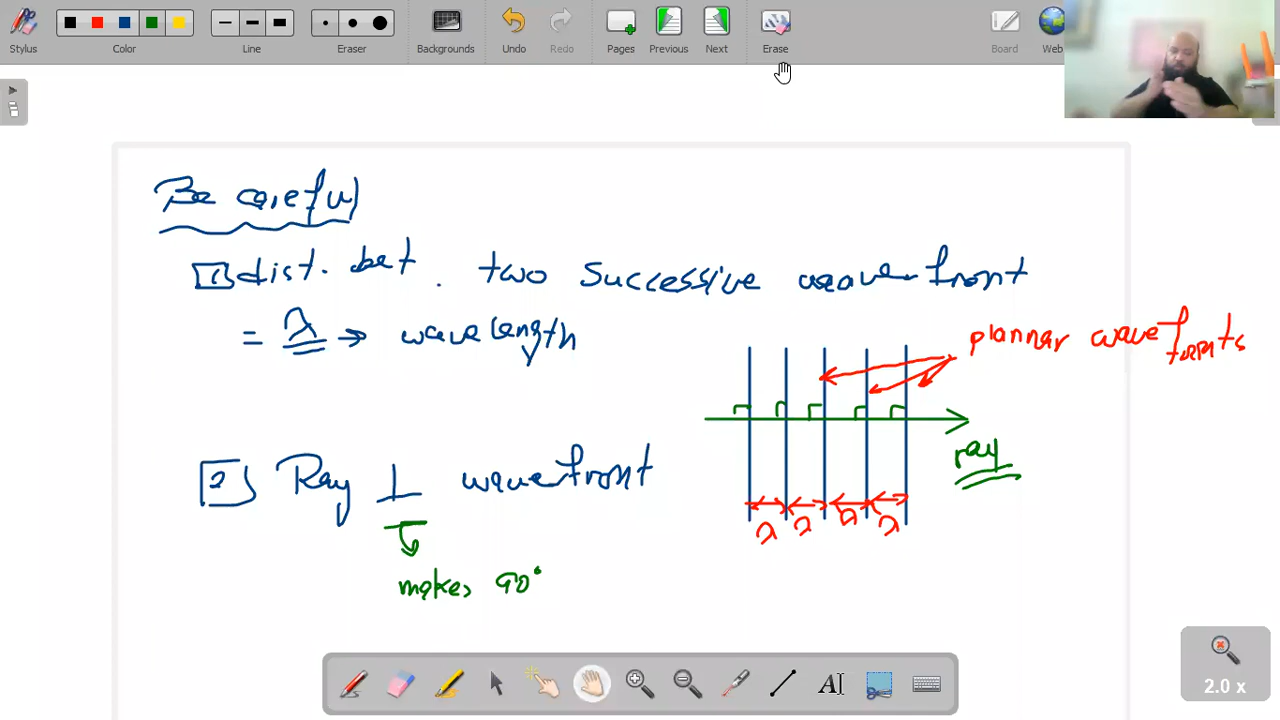 Stylus Color Line Eraser Backgrounds Undo Redo Pages Previous Next Erase Board Web
Be careful
1 dist. bet. two successive wavefront
= λ → wavelength
plannar wavefronts
ray
λ λ λ λ
2 Ray ⊥ wavefront
makes 90°
2.0 x